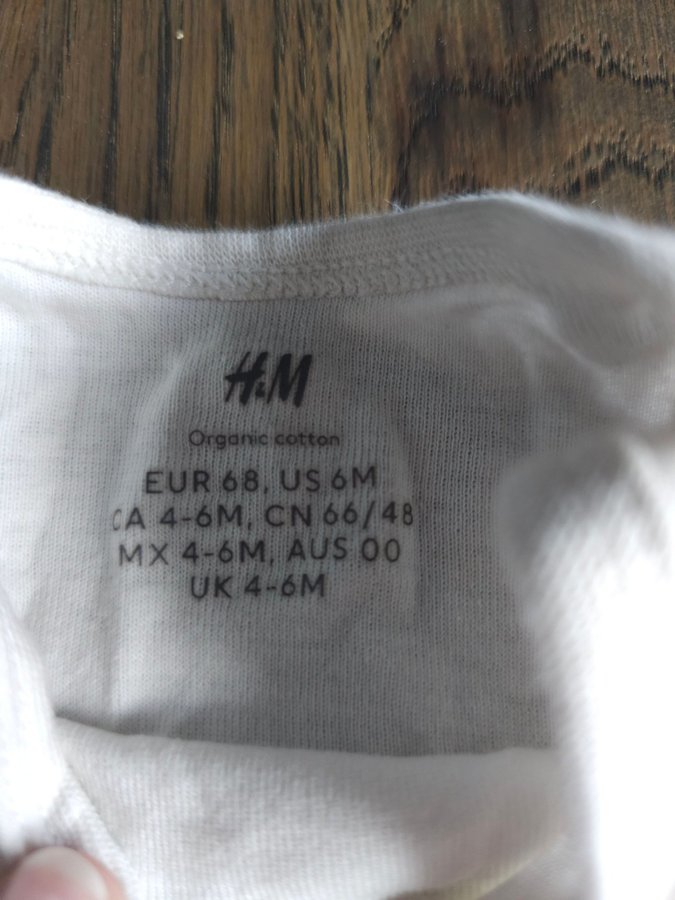 H&M
Organic cotton
EUR 68, US 6M
CA 4-6M, CN 66/48
MX 4-6M, AUS 00
UK 4-6M